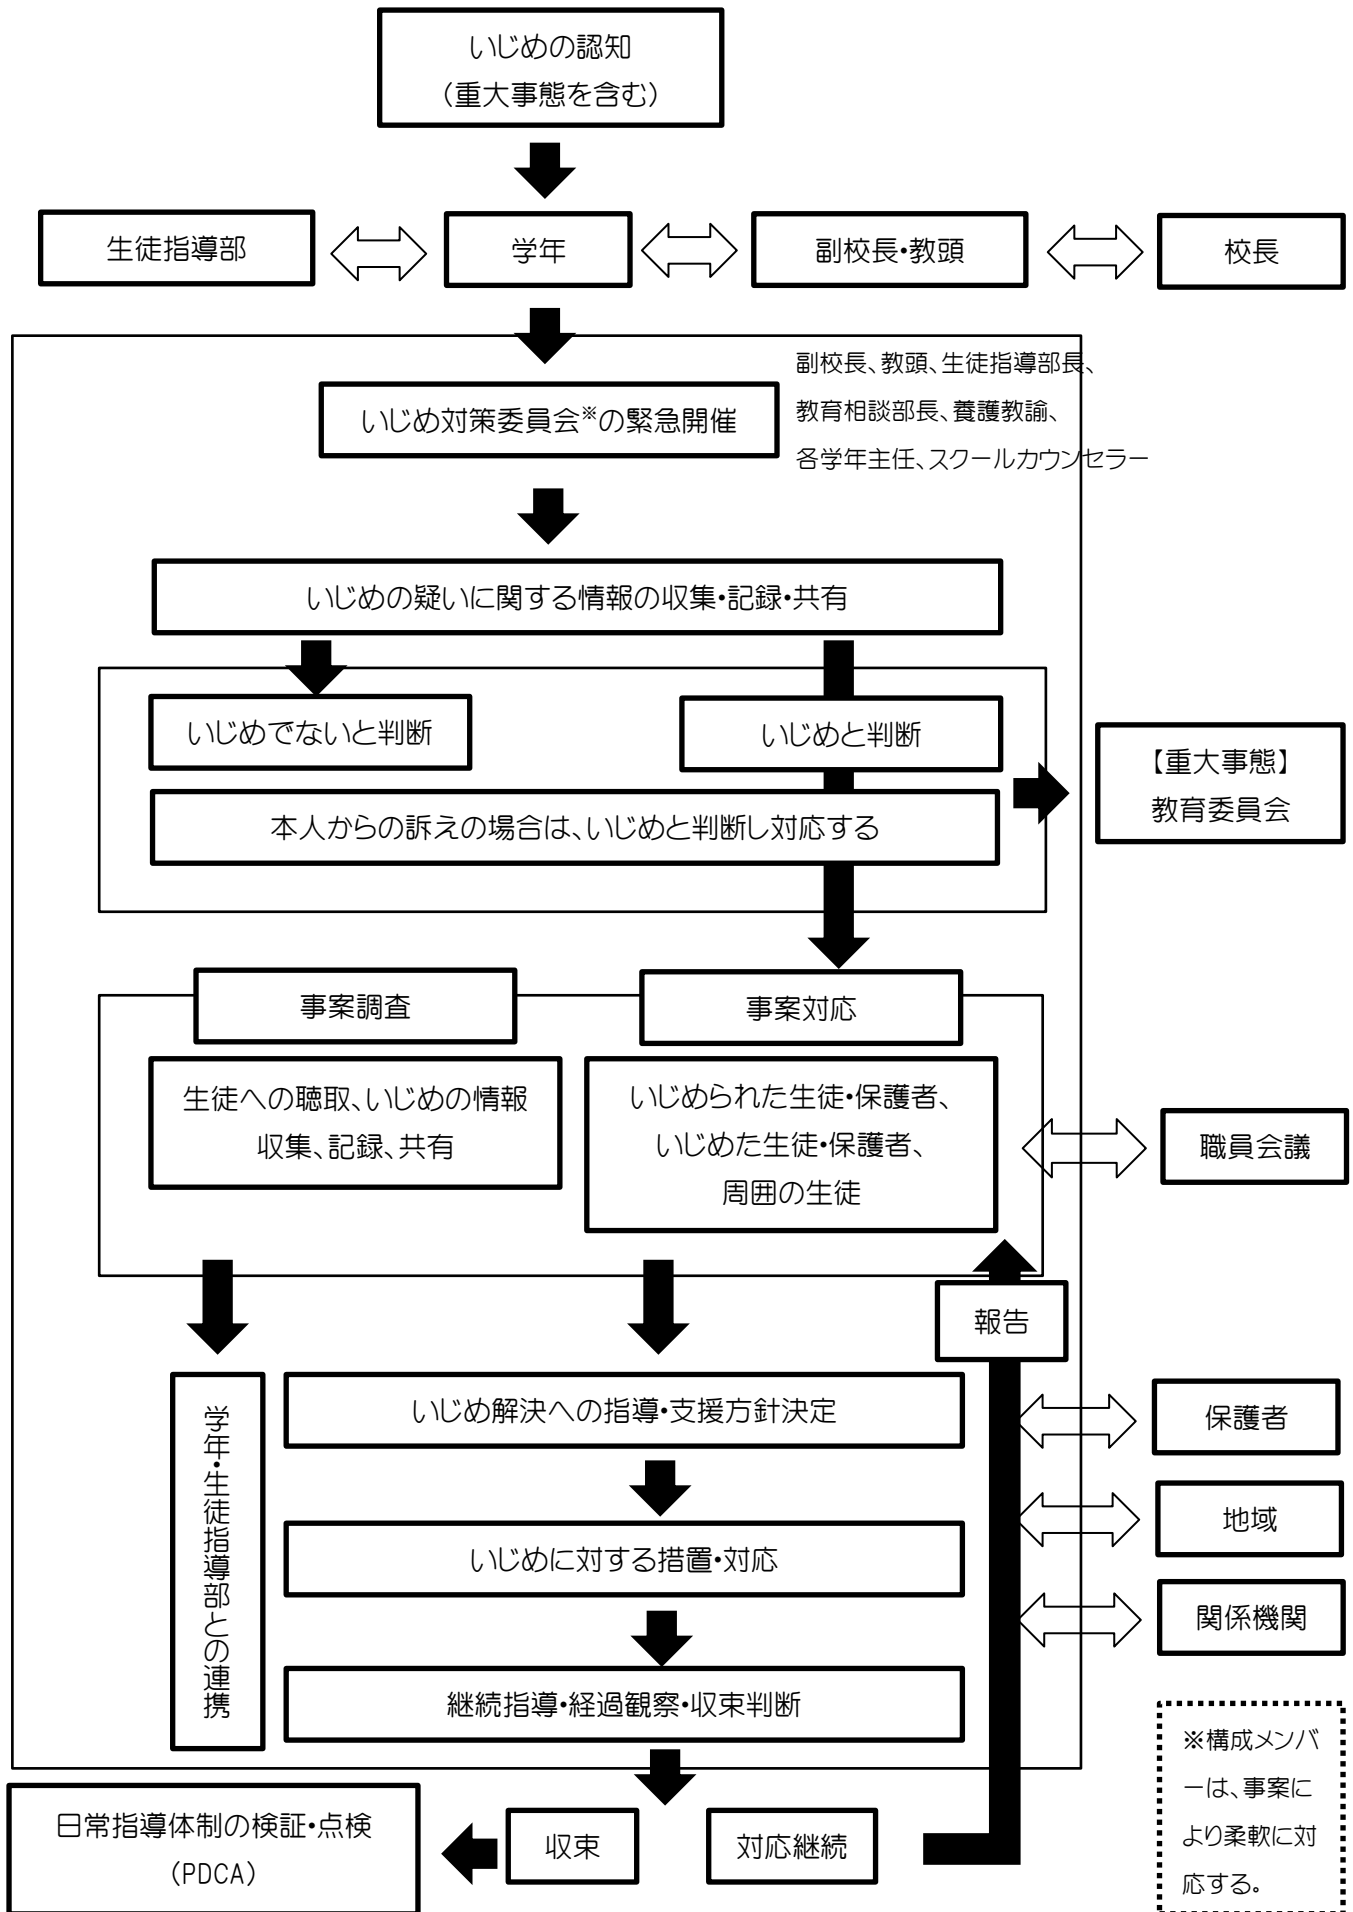 いじめの認知
(重大事態を含む)
生徒指導部
学年
副校長・教頭
校長
副校長、教頭、生徒指導部長、
教育相談部長、養護教諭、
各学年主任、スクールカウンセラー
いじめ対策委員会※の緊急開催
いじめの疑いに関する情報の収集・記録・共有
いじめでないと判断
いじめと判断
本人からの訴えの場合は、いじめと判断し対応する
【重大事態】
教育委員会
事案調査
事案対応
生徒への聴取、いじめの情報
収集、記録、共有
いじめられた生徒・保護者、
いじめた生徒・保護者、
周囲の生徒
職員会議
報告
学年・生徒指導部との連携
いじめ解決への指導・支援方針決定
保護者
いじめに対する措置・対応
地域
関係機関
継続指導・経過観察・収束判断
※構成メンバ
ーは、事案に
より柔軟に対
応する。
日常指導体制の検証・点検
(PDCA)
収束
対応継続